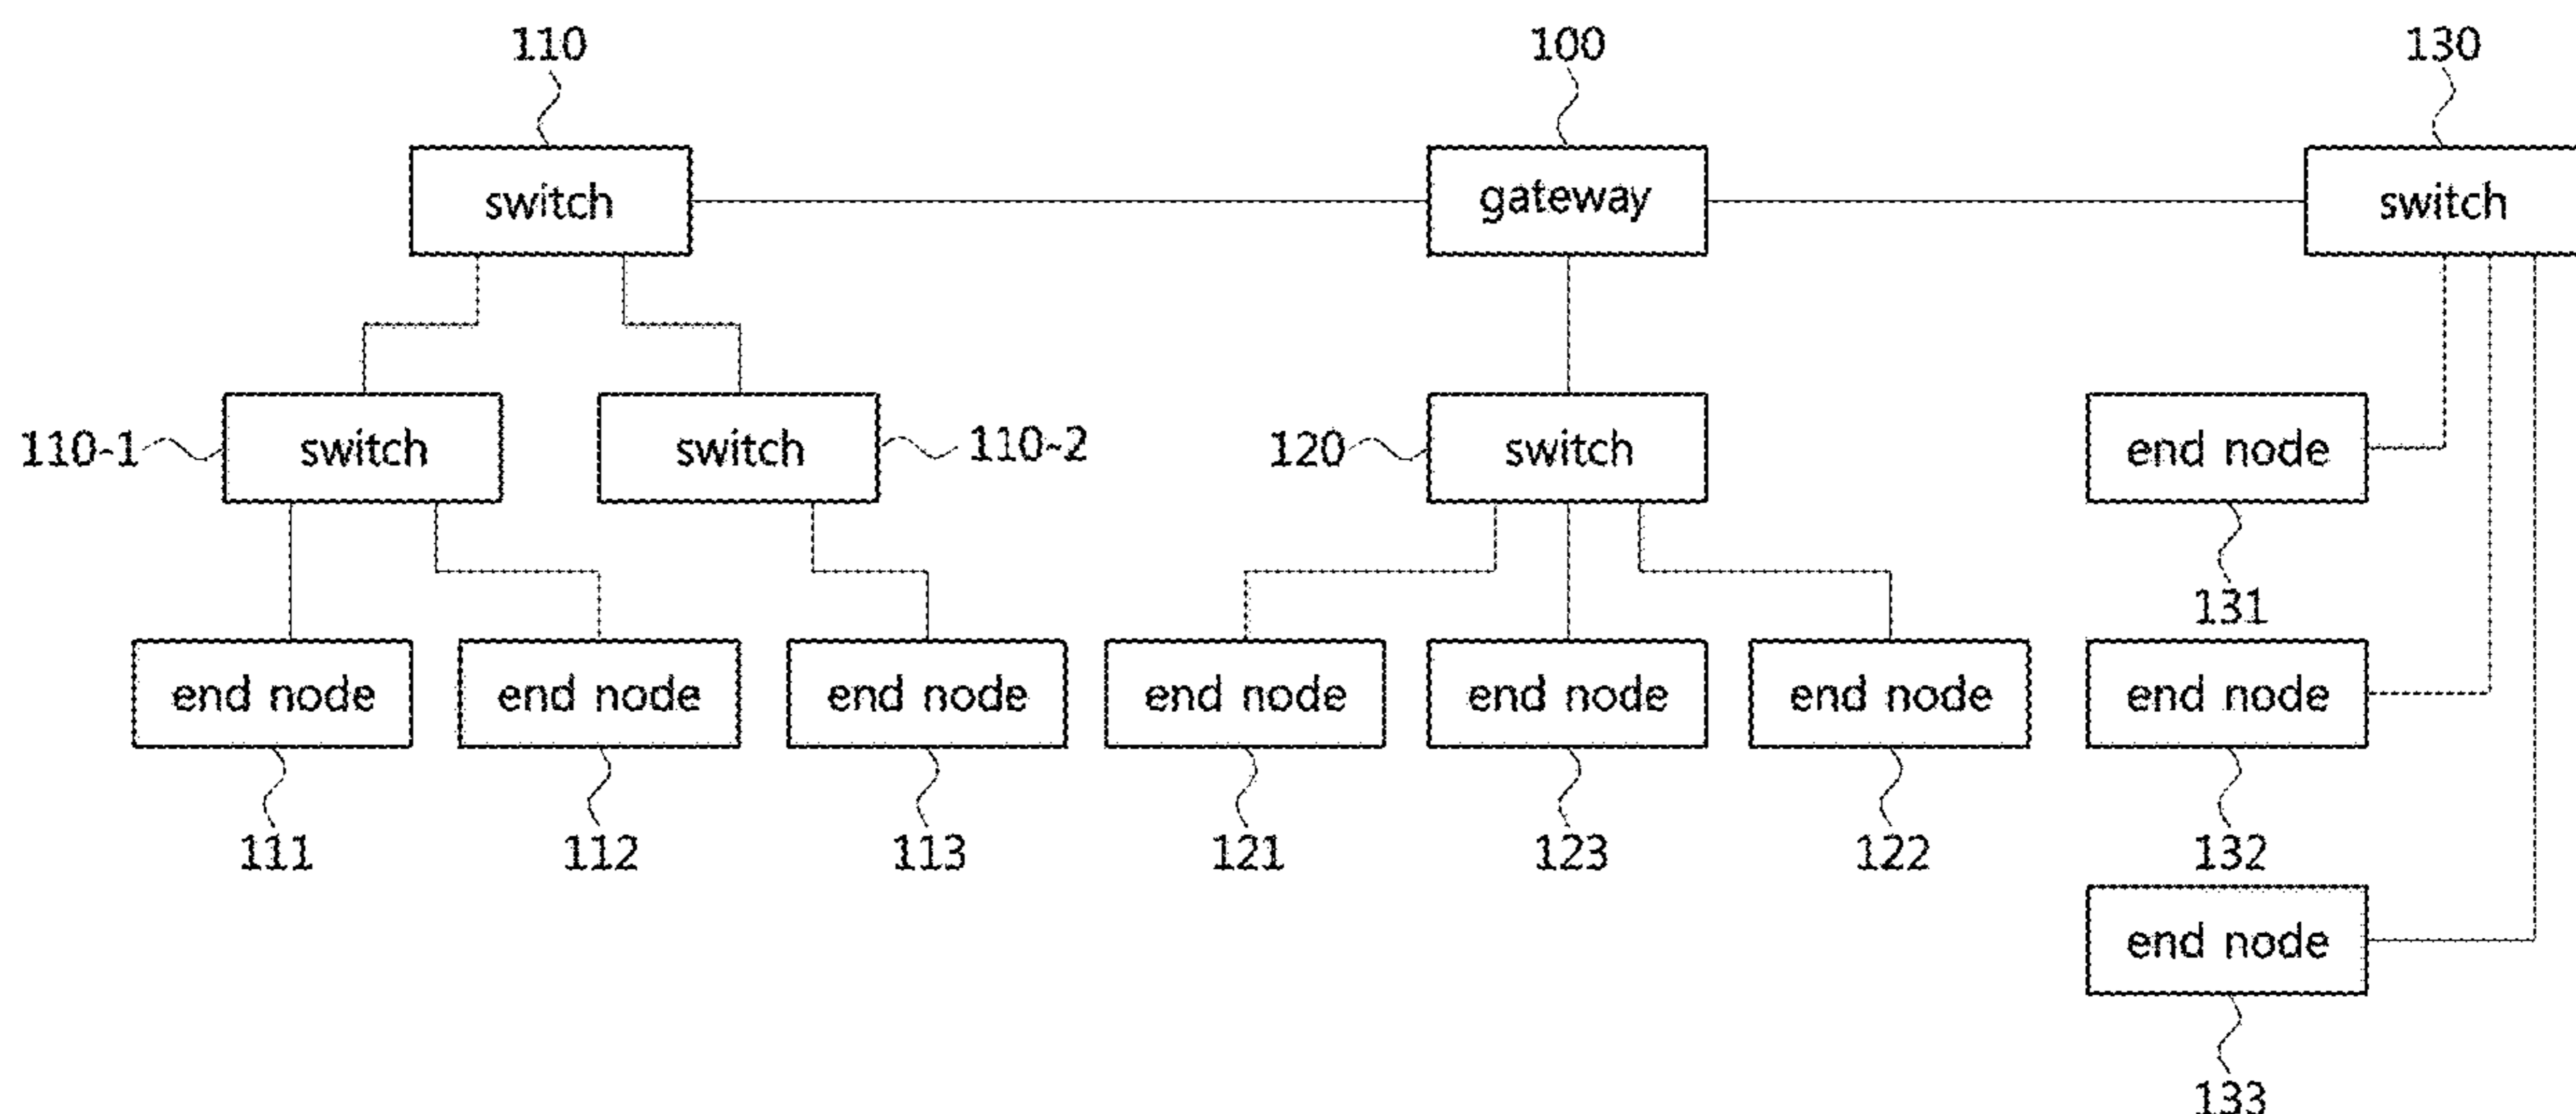 110 100 130
switch gateway switch
110-1 switch switch 110-2 120 switch end node
131
end node end node end node end node end node end node end node
111 112 113 121 123 122 132
end node
133